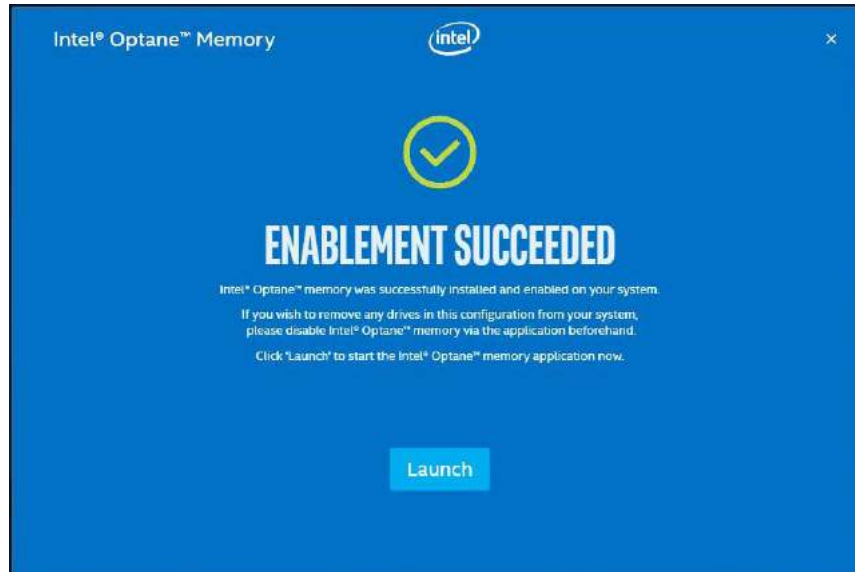 Intel® Optane™ Memory
intel
×
ENABLEMENT SUCCEEDED
Intel® Optane™ memory was successfully installed and enabled on your system.
If you wish to remove any drives in this configuration from your system,
please disable Intel® Optane™ memory via the application beforehand.
Click 'Launch' to start the Intel® Optane™ memory application now.
Launch